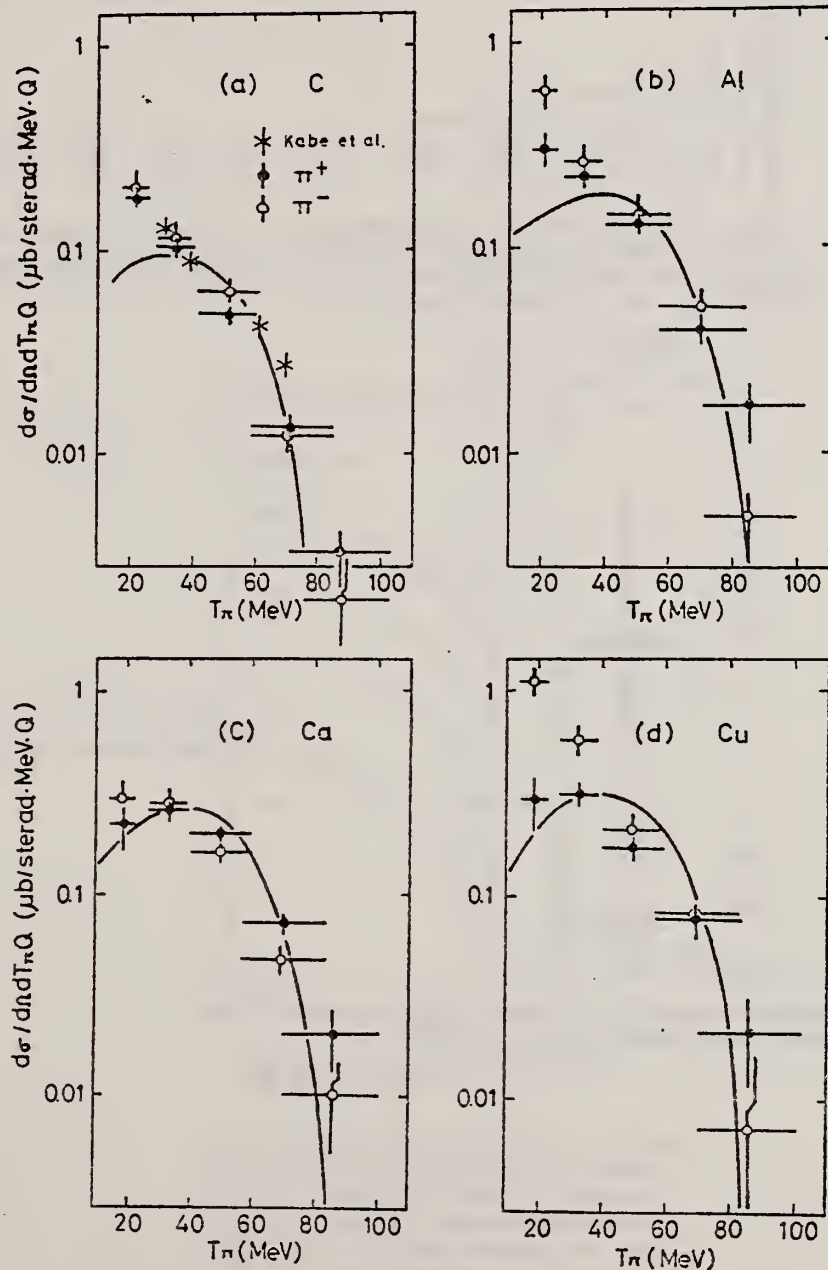 dσ/dΩdTπQ (μb/sterad·MeV·Q)
1
0.1
0.01
(a) C
Kabe et al.
π+
π−
20 40 60 80 100
Tπ(MeV)
1
0.1
0.01
(b) Al
20 40 60 80 100
Tπ(MeV)
dσ/dΩdTπQ (μb/sterad·MeV·Q)
1
0.1
0.01
(C) Ca
20 40 60 80 100
Tπ(MeV)
1
0.1
0.01
(d) Cu
20 40 60 80 100
Tπ(MeV)